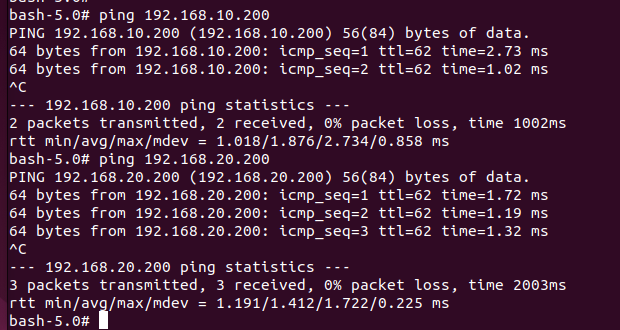 bash-5.0#
bash-5.0# ping 192.168.10.200
PING 192.168.10.200 (192.168.10.200) 56(84) bytes of data.
64 bytes from 192.168.10.200: icmp_seq=1 ttl=62 time=2.73 ms
64 bytes from 192.168.10.200: icmp_seq=2 ttl=62 time=1.02 ms
^C
--- 192.168.10.200 ping statistics ---
2 packets transmitted, 2 received, 0% packet loss, time 1002ms
rtt min/avg/max/mdev = 1.018/1.876/2.734/0.858 ms
bash-5.0# ping 192.168.20.200
PING 192.168.20.200 (192.168.20.200) 56(84) bytes of data.
64 bytes from 192.168.20.200: icmp_seq=1 ttl=62 time=1.72 ms
64 bytes from 192.168.20.200: icmp_seq=2 ttl=62 time=1.19 ms
64 bytes from 192.168.20.200: icmp_seq=3 ttl=62 time=1.32 ms
^C
--- 192.168.20.200 ping statistics ---
3 packets transmitted, 3 received, 0% packet loss, time 2003ms
rtt min/avg/max/mdev = 1.191/1.412/1.722/0.225 ms
bash-5.0#